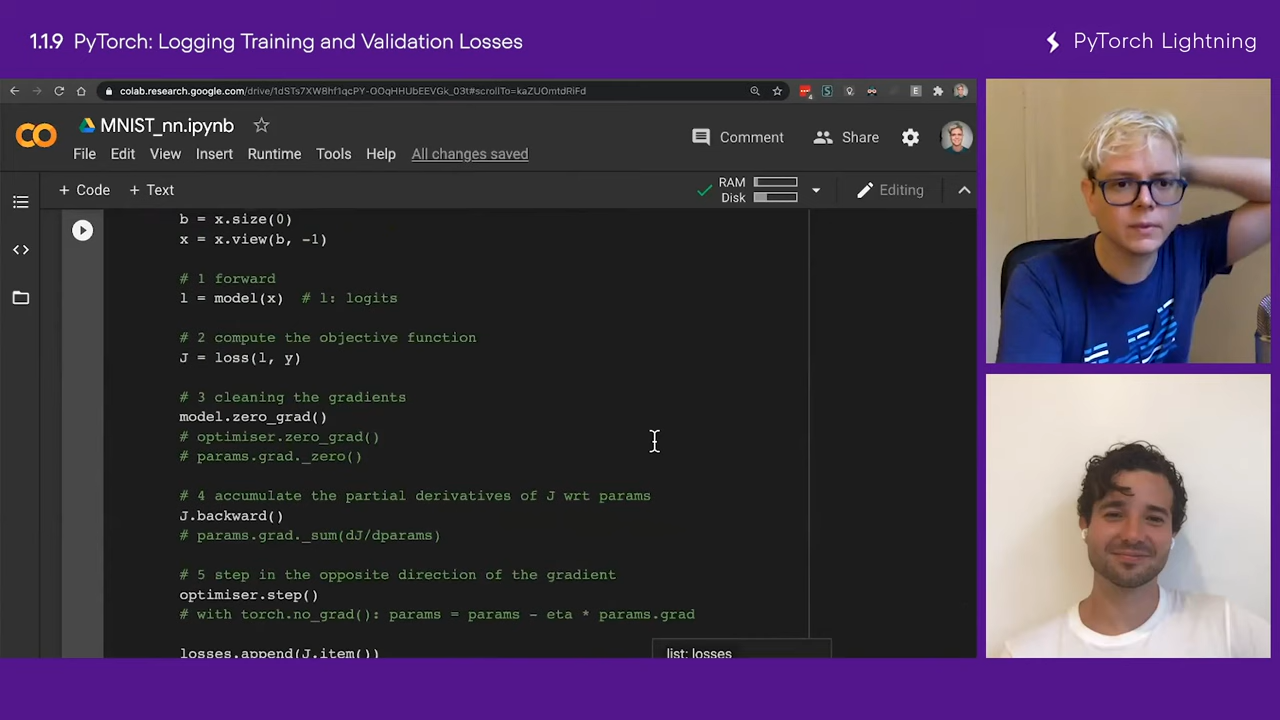 1.1.9 PyTorch: Logging Training and Validation Losses
PyTorch Lightning
colab.research.google.com/drive/1dSTs7XW8hf1qcPY-OOqHHUbEEVGk_03t#scrollTo=kaZUOmtdRiFd
CO
MNIST_nn.ipynb
Comment
Share
File Edit View Insert Runtime Tools Help All changes saved
+ Code + Text
RAM
Disk
Editing
b = x.size(0)
x = x.view(b, -1)
# 1 forward
l = model(x) # l: logits
# 2 compute the objective function
J = loss(l, y)
# 3 cleaning the gradients
model.zero_grad()
# optimiser.zero_grad()
# params.grad._zero()
# 4 accumulate the partial derivatives of J wrt params
J.backward()
# params.grad._sum(dJ/dparams)
# 5 step in the opposite direction of the gradient
optimiser.step()
# with torch.no_grad(): params = params - eta * params.grad
losses.append(J.item())
list: losses